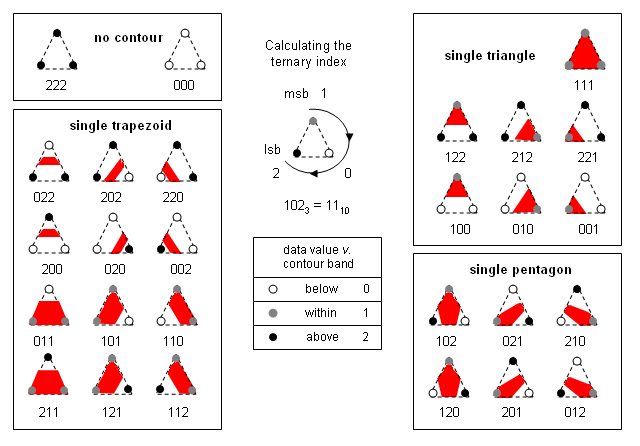 no contour
222 000
single trapezoid
022 202 220
200 020 002
011 101 110
211 121 112
Calculating the
ternary index
msb 1
lsb
2 0
102₃ = 11₁₀
data value v.
contour band
below 0
within 1
above 2
single triangle
111
122 212 221
100 010 001
single pentagon
102 021 210
120 201 012